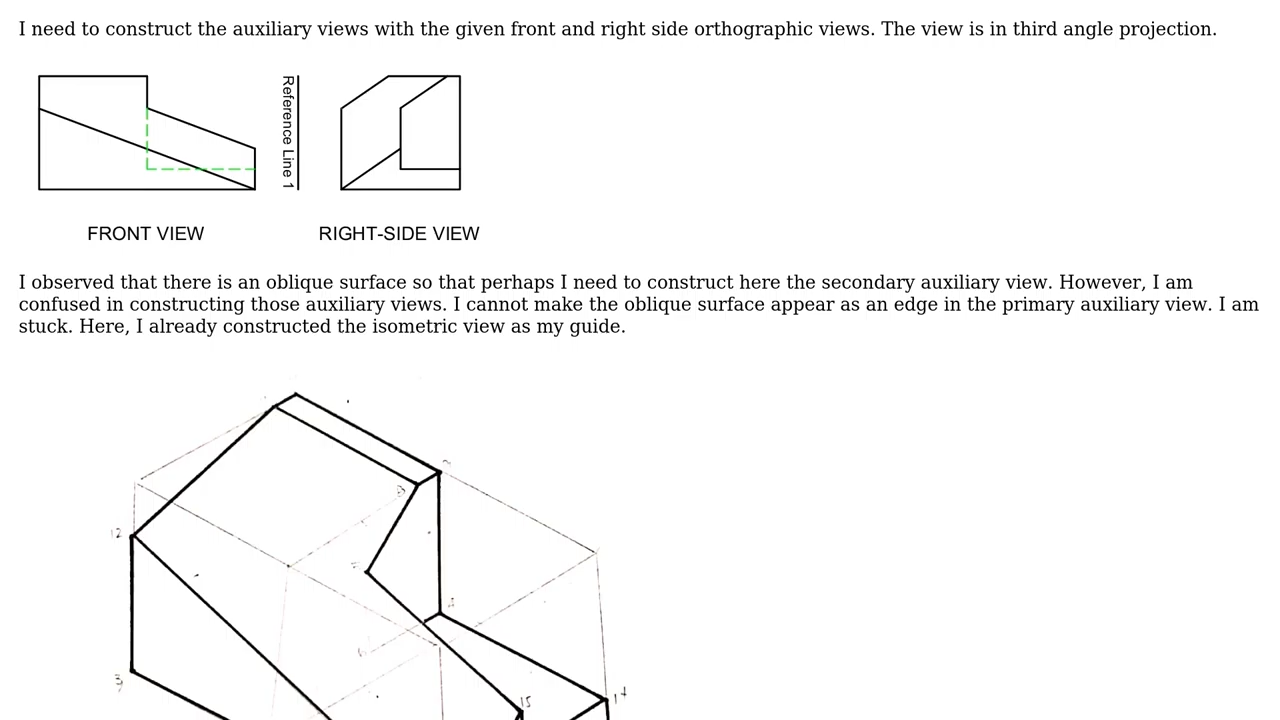 I need to construct the auxiliary views with the given front and right side orthographic views. The view is in third angle projection.
Reference Line 1
FRONT VIEW
RIGHT-SIDE VIEW
I observed that there is an oblique surface so that perhaps I need to construct here the secondary auxiliary view. However, I am
confused in constructing those auxiliary views. I cannot make the oblique surface appear as an edge in the primary auxiliary view. I am
stuck. Here, I already constructed the isometric view as my guide.
12
3
15
14